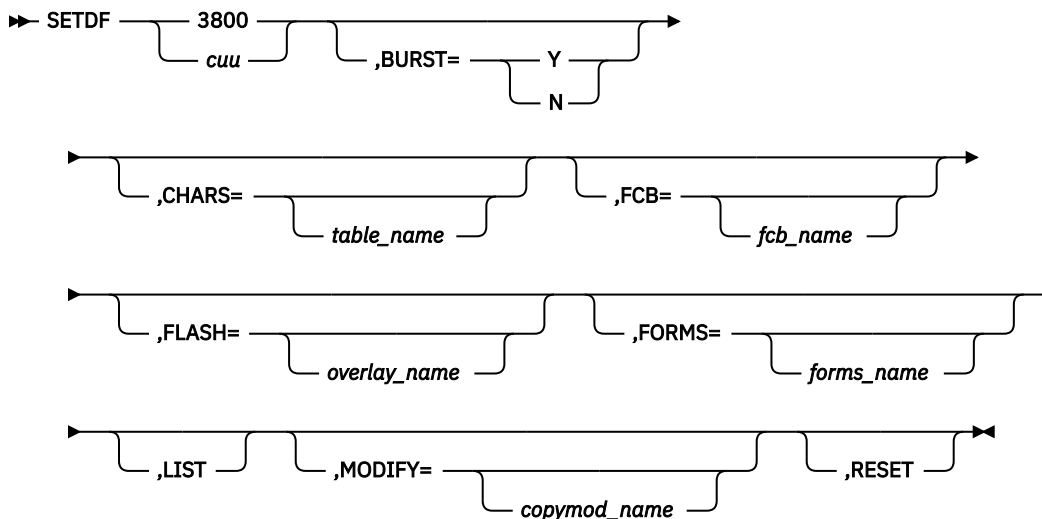 SETDF 3800
cuu
,BURST= Y
N
,CHARS=
table_name
,FCB=
fcb_name
,FLASH=
overlay_name
,FORMS=
forms_name
,LIST
,MODIFY=
copymod_name
,RESET